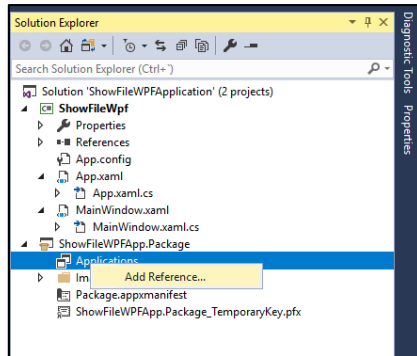 Solution Explorer
Search Solution Explorer (Ctrl+`)
Solution 'ShowFileWPFApplication' (2 projects)
C#
ShowFileWpf
Properties
References
App.config
App.xaml
App.xaml.cs
MainWindow.xaml
MainWindow.xaml.cs
ShowFileWPFApp.Package
Applications
Im
Add Reference...
Package.appxmanifest
ShowFileWPFApp.Package_TemporaryKey.pfx
Diagnostic Tools
Properties